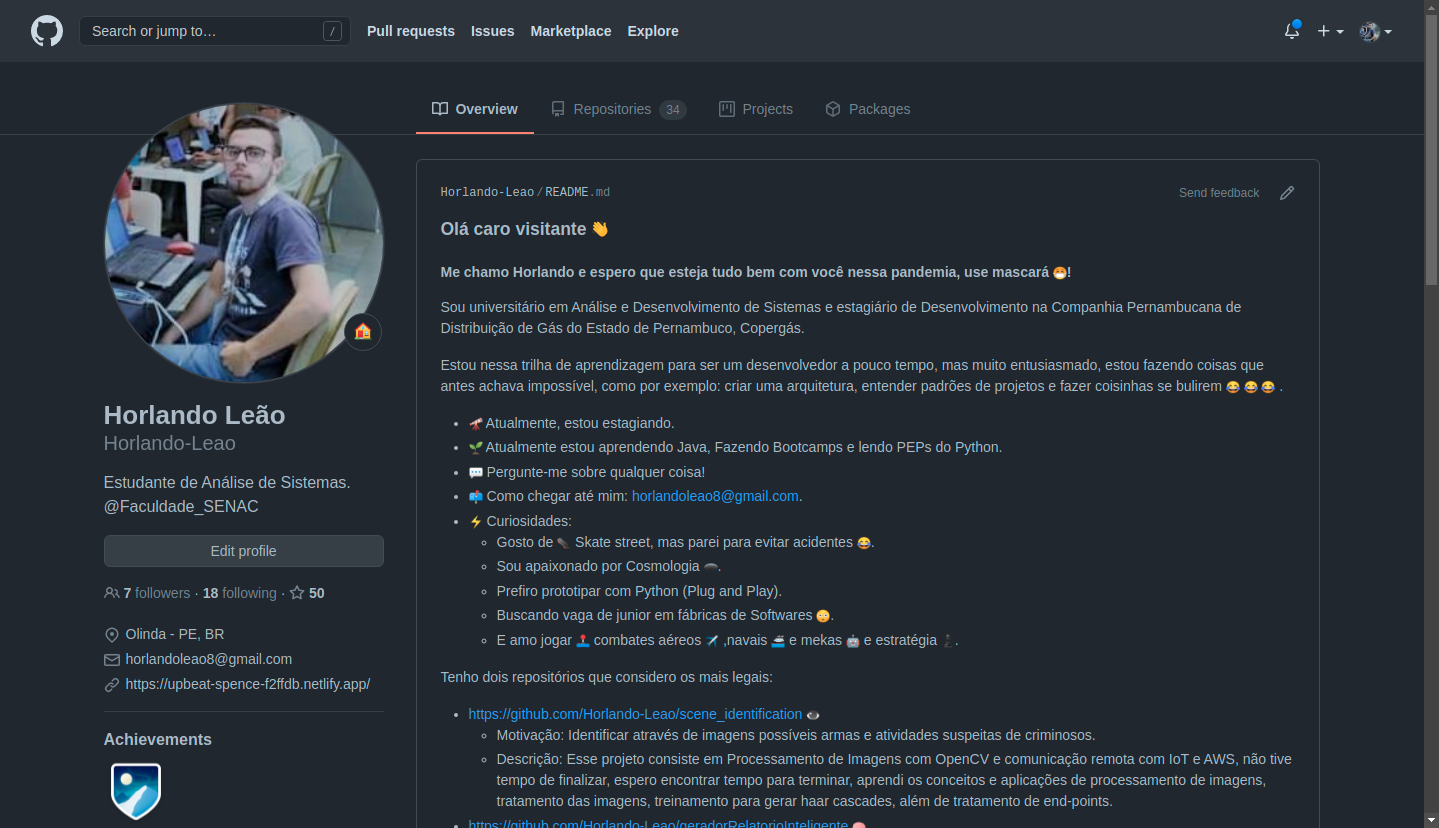 Search or jump to…
/
Pull requests
Issues
Marketplace
Explore
Overview
Repositories 34
Projects
Packages
Horlando Leão
Horlando-Leao
Estudante de Análise de Sistemas.
@Faculdade_SENAC
Edit profile
7 followers · 18 following · 50
Olinda - PE, BR
horlandoleao8@gmail.com
https://upbeat-spence-f2ffdb.netlify.app/
Achievements
Horlando-Leao/README.md
Send feedback
Olá caro visitante 👋
Me chamo Horlando e espero que esteja tudo bem com você nessa pandemia, use mascará 😷!
Sou universitário em Análise e Desenvolvimento de Sistemas e estagiário de Desenvolvimento na Companhia Pernambucana de
Distribuição de Gás do Estado de Pernambuco, Copergás.
Estou nessa trilha de aprendizagem para ser um desenvolvedor a pouco tempo, mas muito entusiasmado, estou fazendo coisas que
antes achava impossível, como por exemplo: criar uma arquitetura, entender padrões de projetos e fazer coisinhas se bulirem 😂 😂 😂 .
🔭 Atualmente, estou estagiando.
🌱 Atualmente estou aprendendo Java, Fazendo Bootcamps e lendo PEPs do Python.
💬 Pergunte-me sobre qualquer coisa!
📫 Como chegar até mim: horlandoleao8@gmail.com.
⚡ Curiosidades:
Gosto de Skate street, mas parei para evitar acidentes 😂.
Sou apaixonado por Cosmologia 🕳️.
Prefiro prototipar com Python (Plug and Play).
Buscando vaga de junior em fábricas de Softwares 😳.
E amo jogar 🕹️ combates aéreos ✈️ ,navais 🚢 e mekas 🤖 e estratégia ♟️.
Tenho dois repositórios que considero os mais legais:
https://github.com/Horlando-Leao/scene_identification 👁️
Motivação: Identificar através de imagens possíveis armas e atividades suspeitas de criminosos.
Descrição: Esse projeto consiste em Processamento de Imagens com OpenCV e comunicação remota com IoT e AWS, não tive
tempo de finalizar, espero encontrar tempo para terminar, aprendi os conceitos e aplicações de processamento de imagens,
tratamento das imagens, treinamento para gerar haar cascades, além de tratamento de end-points.
https://github.com/Horlando-Leao/geradorRelatorioInteligente 🧠